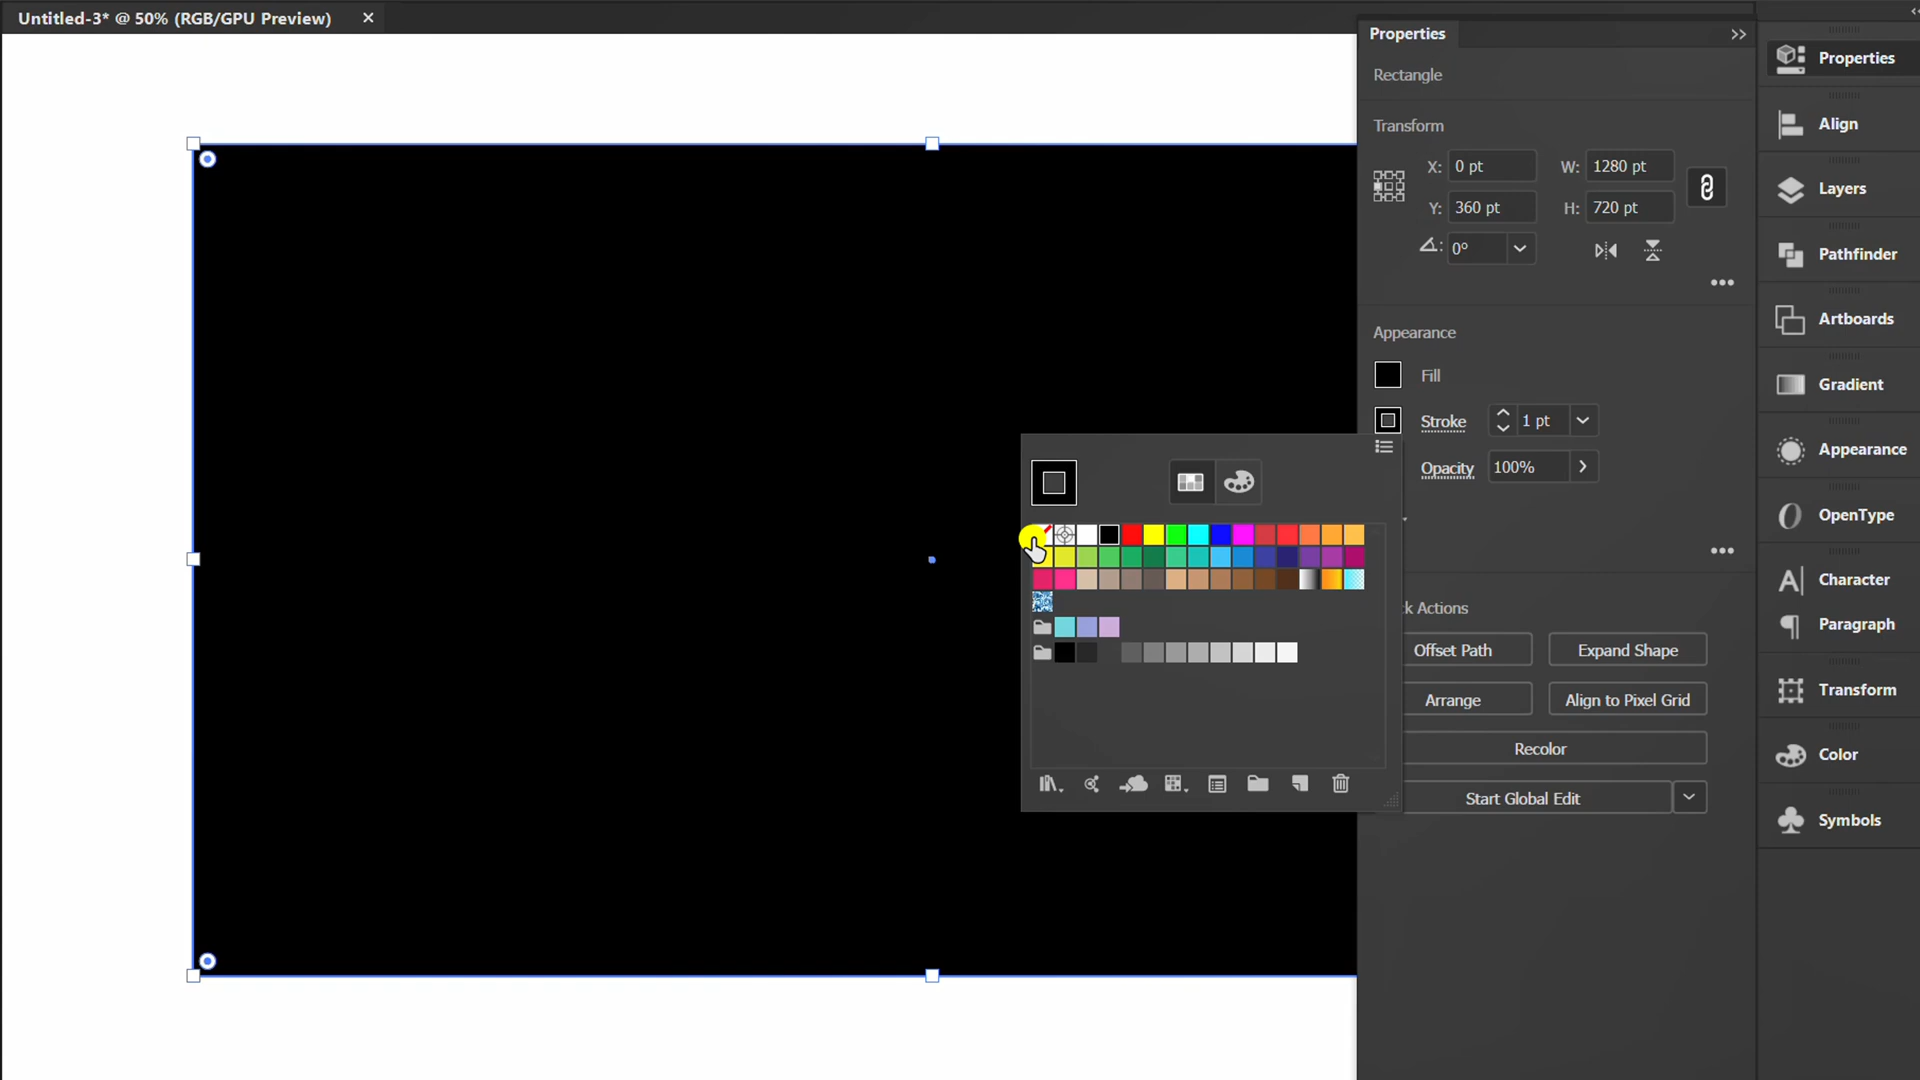 Untitled-3* @ 50% (RGB/GPU Preview) ×
Properties
Rectangle
Transform
X: 0 pt W: 1280 pt
Y: 360 pt H: 720 pt
0°
Appearance
Fill
Stroke 1 pt
Opacity 100%
k Actions
Offset Path Expand Shape
Arrange Align to Pixel Grid
Recolor
Start Global Edit
Properties
Align
Layers
Pathfinder
Artboards
Gradient
Appearance
OpenType
Character
Paragraph
Transform
Color
Symbols